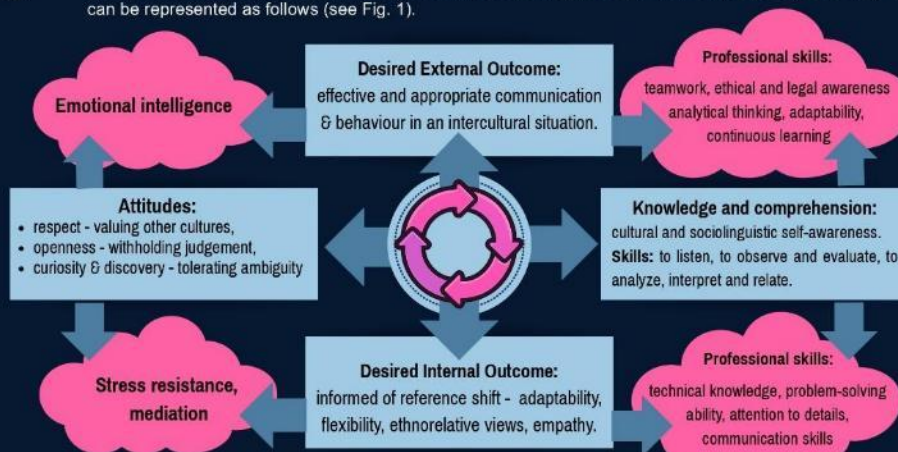 can be represented as follows (see Fig. 1).
Emotional intelligence
Desired External Outcome:
effective and appropriate communication
& behaviour in an intercultural situation.
Professional skills:
teamwork, ethical and legal awareness
analytical thinking, adaptability,
continuous learning
Attitudes:
• respect - valuing other cultures,
• openness - withholding judgement,
• curiosity & discovery - tolerating ambiguity
Knowledge and comprehension:
cultural and sociolinguistic self-awareness.
Skills: to listen, to observe and evaluate, to
analyze, interpret and relate.
Stress resistance,
mediation
Desired Internal Outcome:
informed of reference shift - adaptability,
flexibility, ethnorelative views, empathy.
Professional skills:
technical knowledge, problem-solving
ability, attention to details,
communication skills